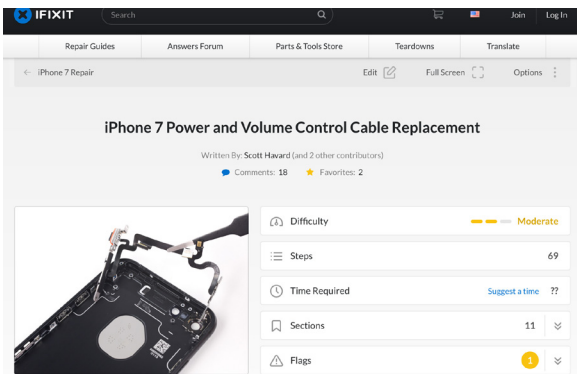 IFIXIT Search Join Log In
Repair Guides Answers Forum Parts & Tools Store Teardowns Translate
← iPhone 7 Repair Edit Full Screen Options
iPhone 7 Power and Volume Control Cable Replacement
Written By: Scott Havard (and 2 other contributors)
Comments: 18 Favorites: 2
Difficulty Moderate
Steps 69
Time Required Suggest a time ??
Sections 11
Flags 1